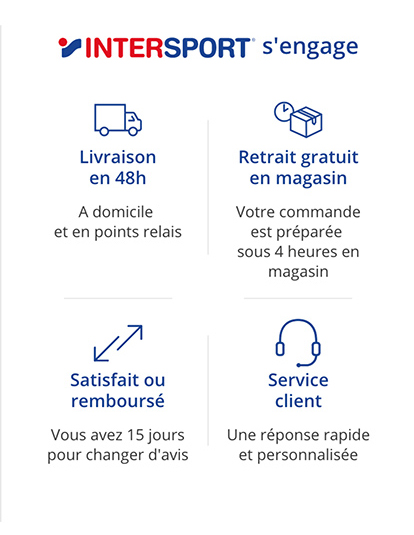 INTERSPORT® s'engage
Livraison
en 48h
A domicile
et en points relais
Retrait gratuit
en magasin
Votre commande
est préparée
sous 4 heures en
magasin
Satisfait ou
remboursé
Vous avez 15 jours
pour changer d'avis
Service
client
Une réponse rapide
et personnalisée